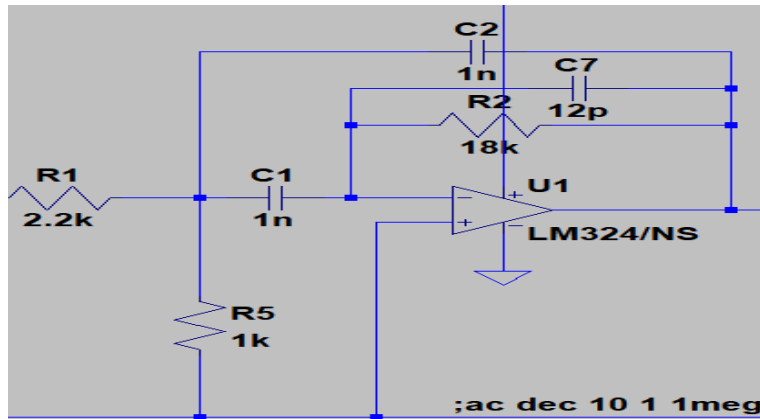 C2
1n
C7
12p
R2
18k
R1
2.2k
C1
1n
U1
LM324/NS
R5
1k
;ac dec 10 1 1meg